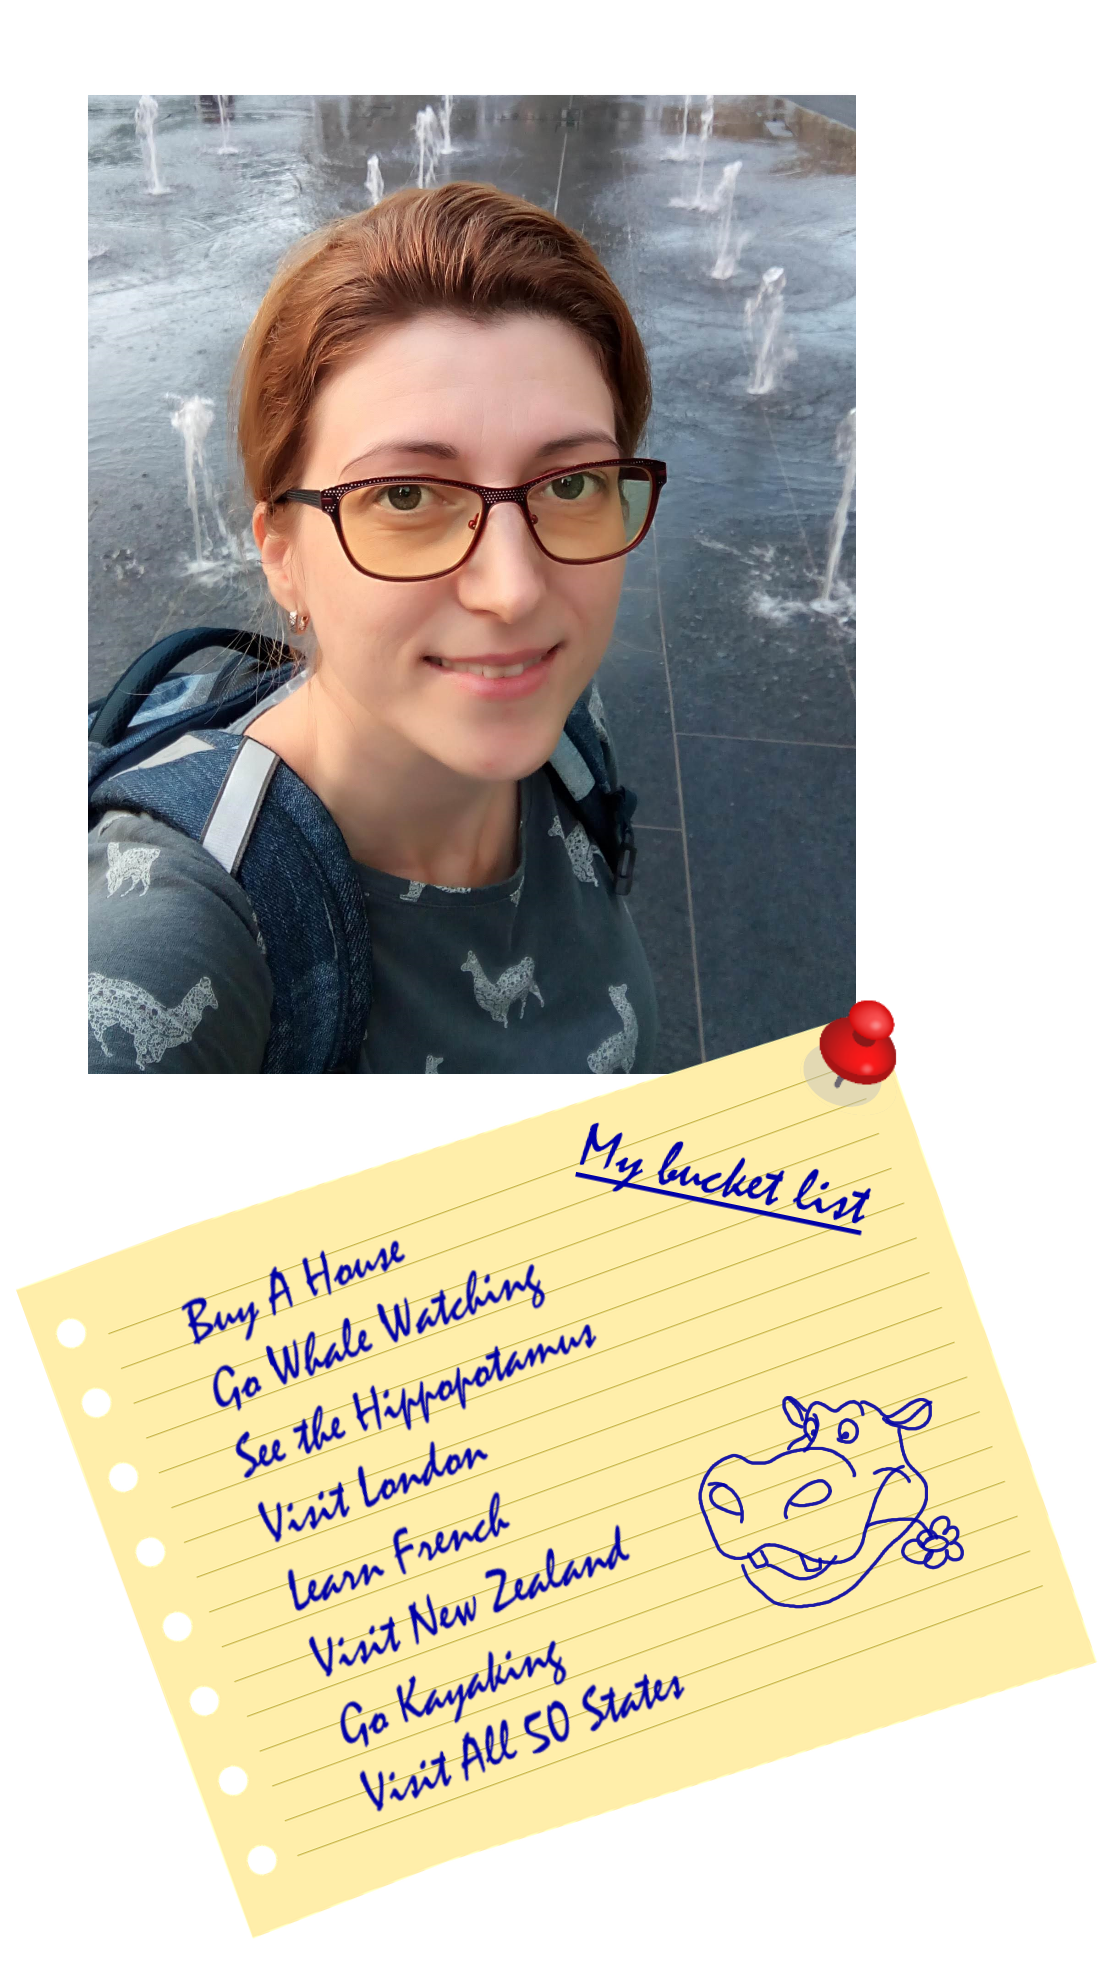 My bucket list
Buy A House
Go Whale Watching
See the Hippopotamus
Visit London
Learn French
Visit New Zealand
Go Kayaking
Visit All 50 States